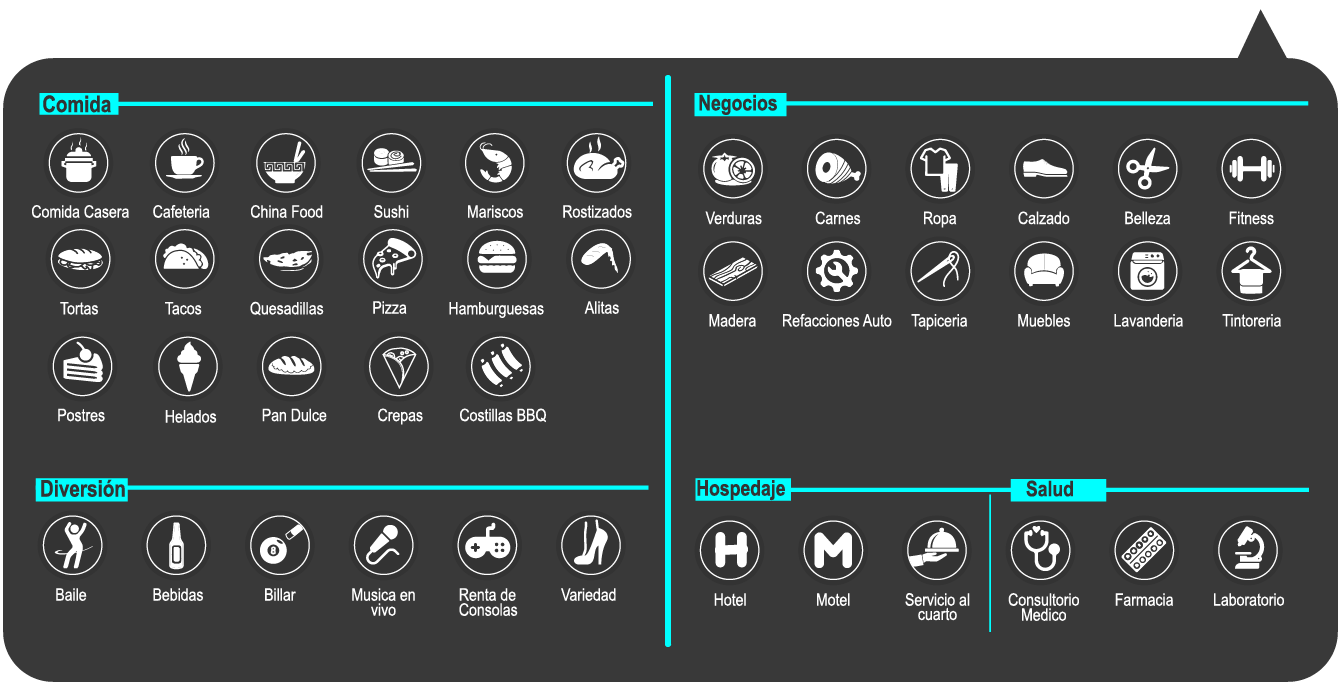 Comida
Comida Casera
Cafeteria
China Food
Sushi
Mariscos
Rostizados
Tortas
Tacos
Quesadillas
Pizza
Hamburguesas
Alitas
Postres
Helados
Pan Dulce
Crepas
Costillas BBQ
Negocios
Verduras
Carnes
Ropa
Calzado
Belleza
Fitness
Madera
Refacciones Auto
Tapiceria
Muebles
Lavanderia
Tintoreria
Diversión
Baile
Bebidas
8
Billar
Musica en
vivo
Renta de
Consolas
Variedad
Hospedaje
H
Hotel
M
Motel
Servicio al
cuarto
Salud
Consultorio
Medico
Farmacia
Laboratorio